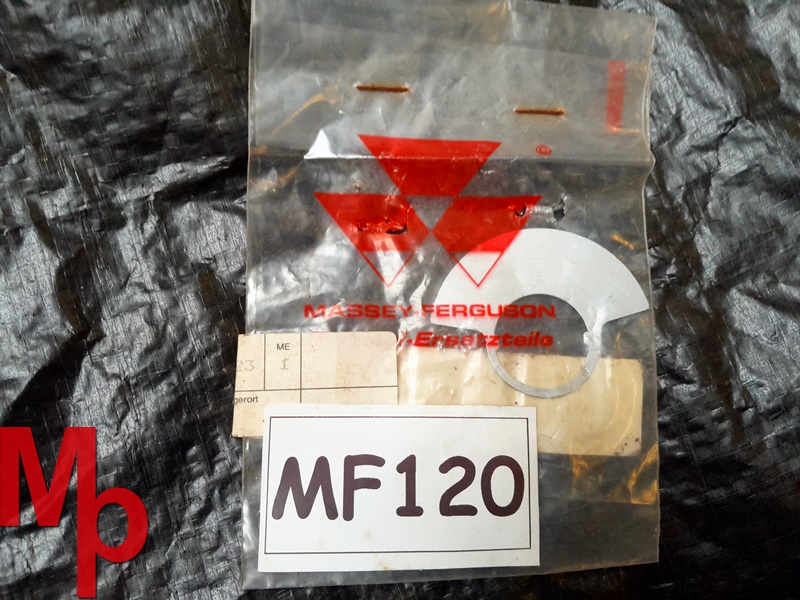 ©
MASSEY-FERGUSON
-Ersatzteile
23
ME
1
gerort
MF120
Mp